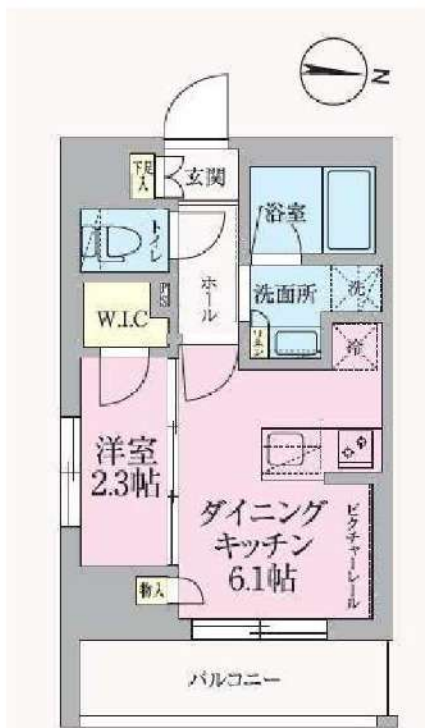 N
下足入
玄関
浴室
トイレ
ホール
洗面所
洗
PS
W.I.C
リネン
冷
洋室
2.3帖
ダイニング
キッチン
6.1帖
ピクチャーレール
物入
バルコニー